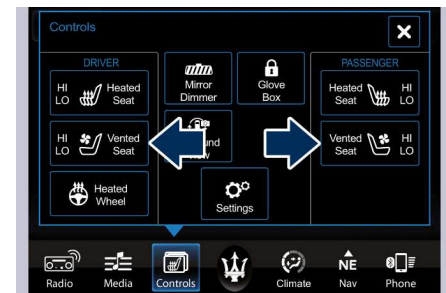 Controls
DRIVER
HI
LO
Heated
Seat
HI
LO
Vented
Seat
Heated
Wheel
Mirror
Dimmer
Glove
Box
Settings
PASSENGER
Heated
Seat
HI
LO
Vented
Seat
HI
LO
Radio
Media
Controls
Climate
NE
Nav
Phone